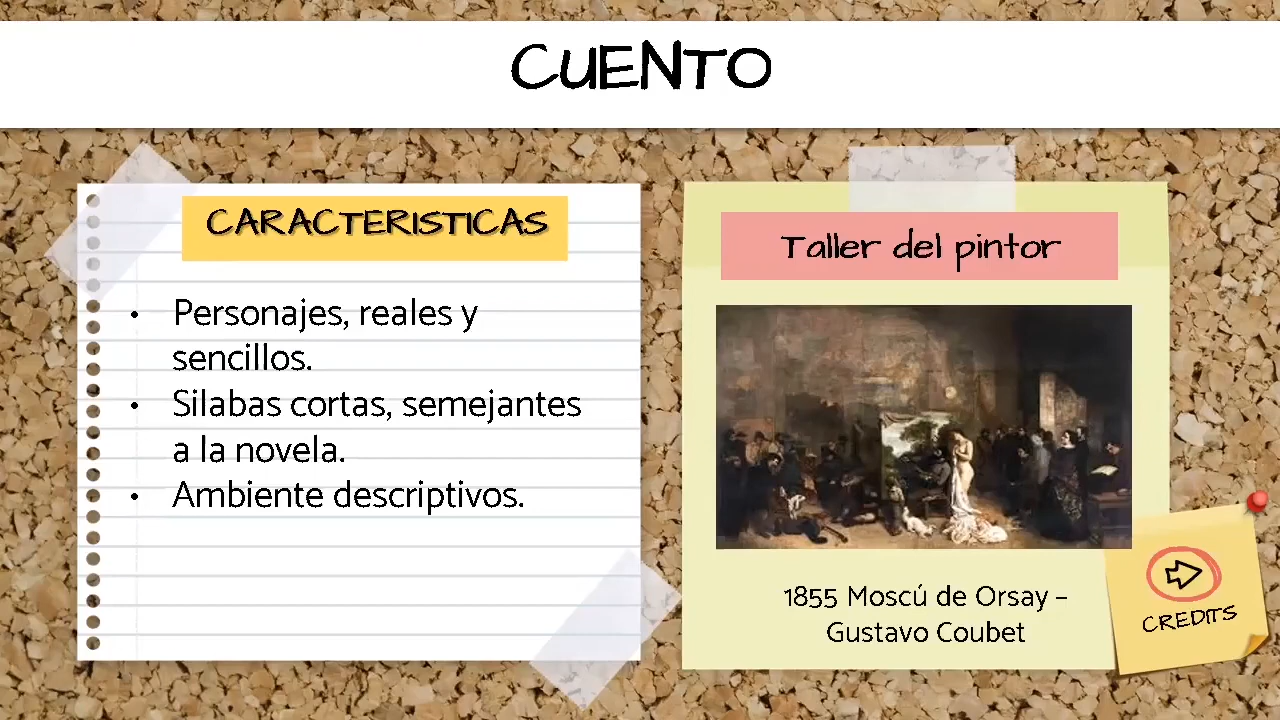 CUENTO
CARACTERISTICAS
• Personajes, reales y
sencillos.
• Silabas cortas, semejantes
a la novela.
• Ambiente descriptivos.
Taller del pintor
1855 Moscú de Orsay –
Gustavo Coubet
CREDITS